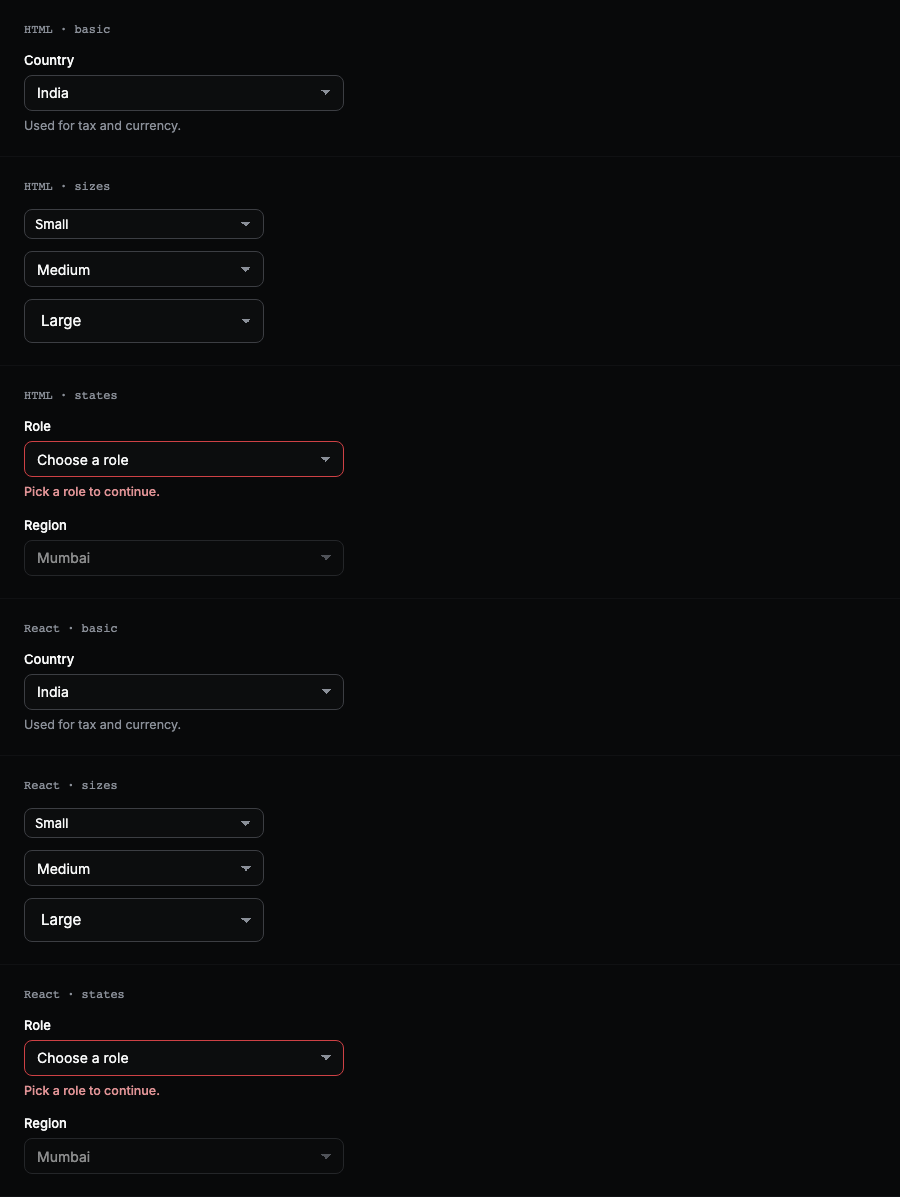 HTML · basic
Country
India
Used for tax and currency.
HTML · sizes
Small
Medium
Large
HTML · states
Role
Choose a role
Pick a role to continue.
Region
Mumbai
React · basic
Country
India
Used for tax and currency.
React · sizes
Small
Medium
Large
React · states
Role
Choose a role
Pick a role to continue.
Region
Mumbai